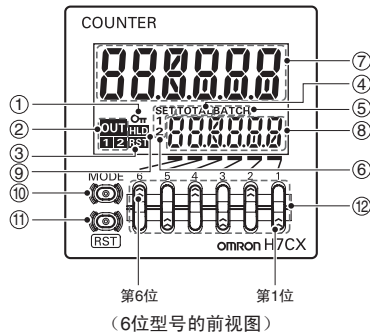 COUNTER
⑦
④
SET TOTAL BATCH
⑤
①
②
OUT HLD
1
⑧
③
1 2 RST
2
⑨
⑥
MODE
6 5 4 3 2 1
⑩
⑪
⑫
RST
OMRON H7CX
第6位
第1位
(6位型号的前视图)